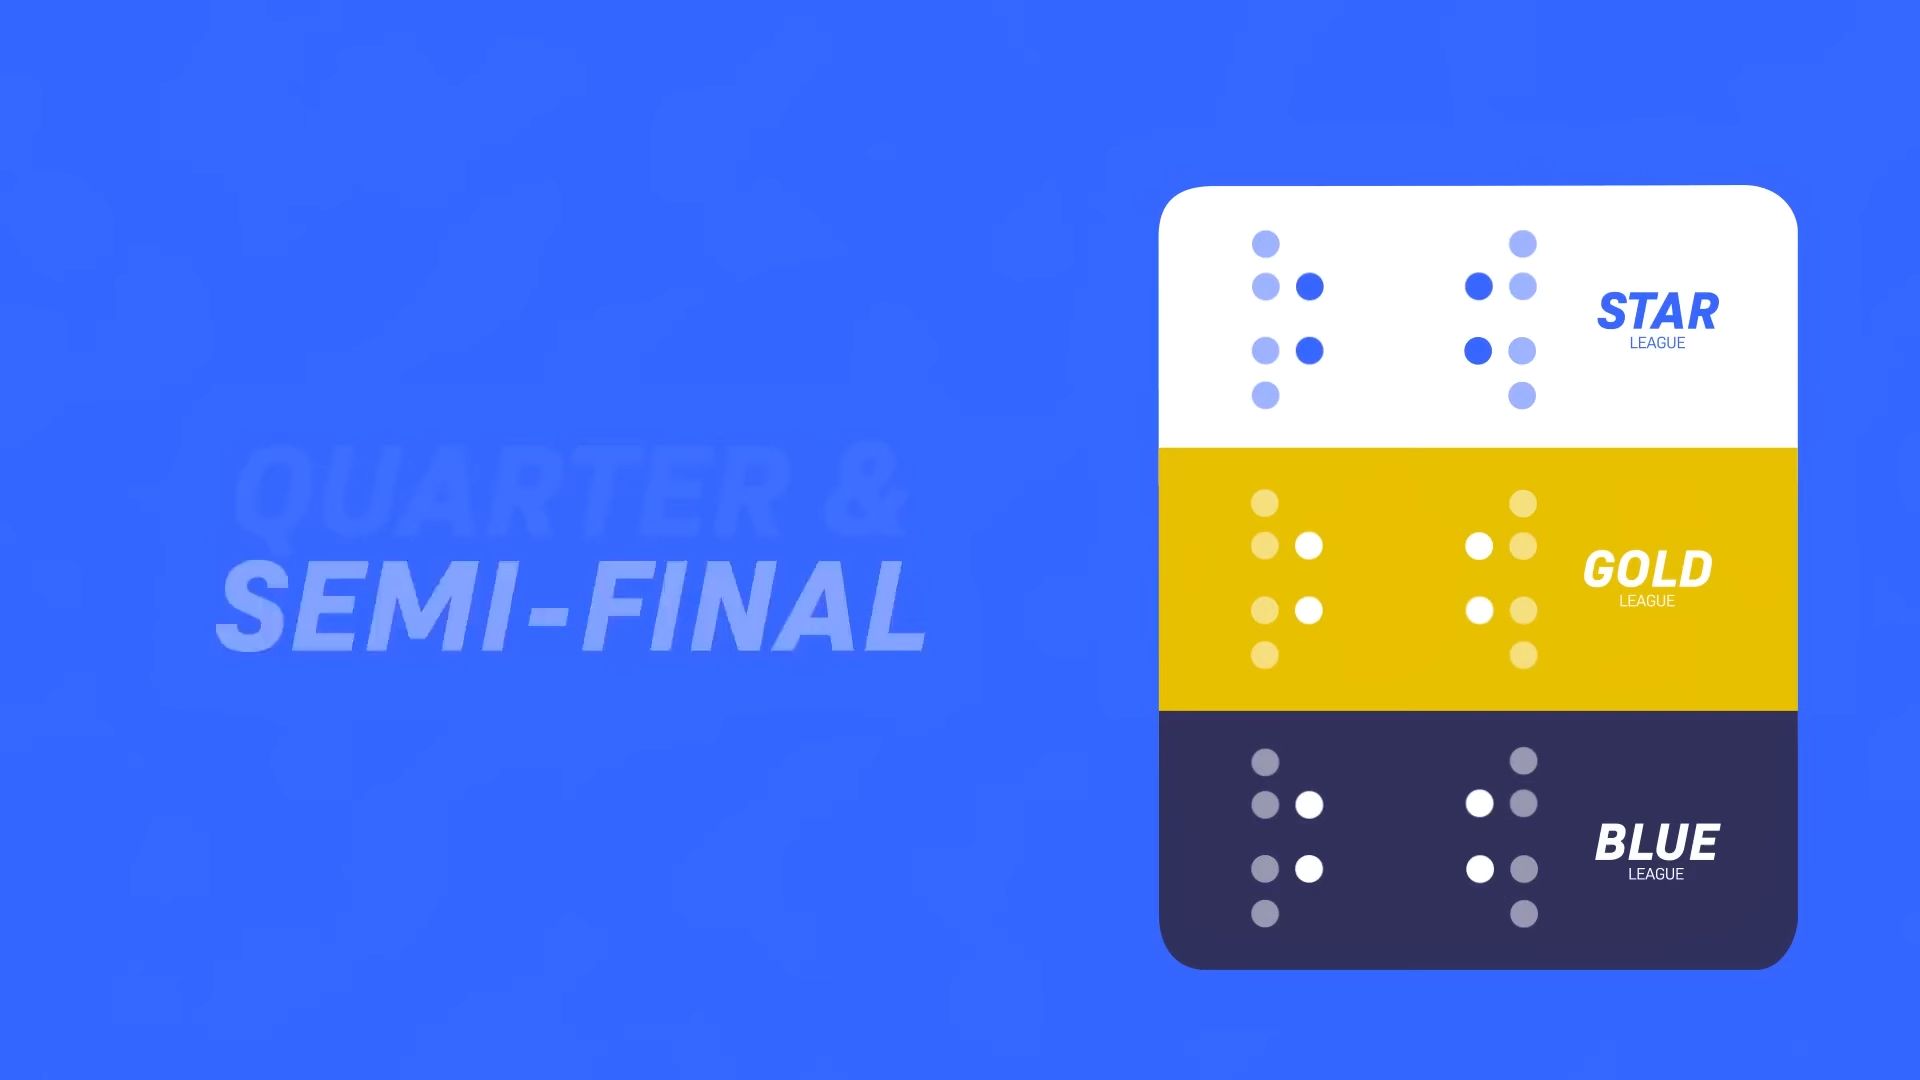 QUARTER &
SEMI-FINAL
STAR
LEAGUE
GOLD
LEAGUE
BLUE
LEAGUE